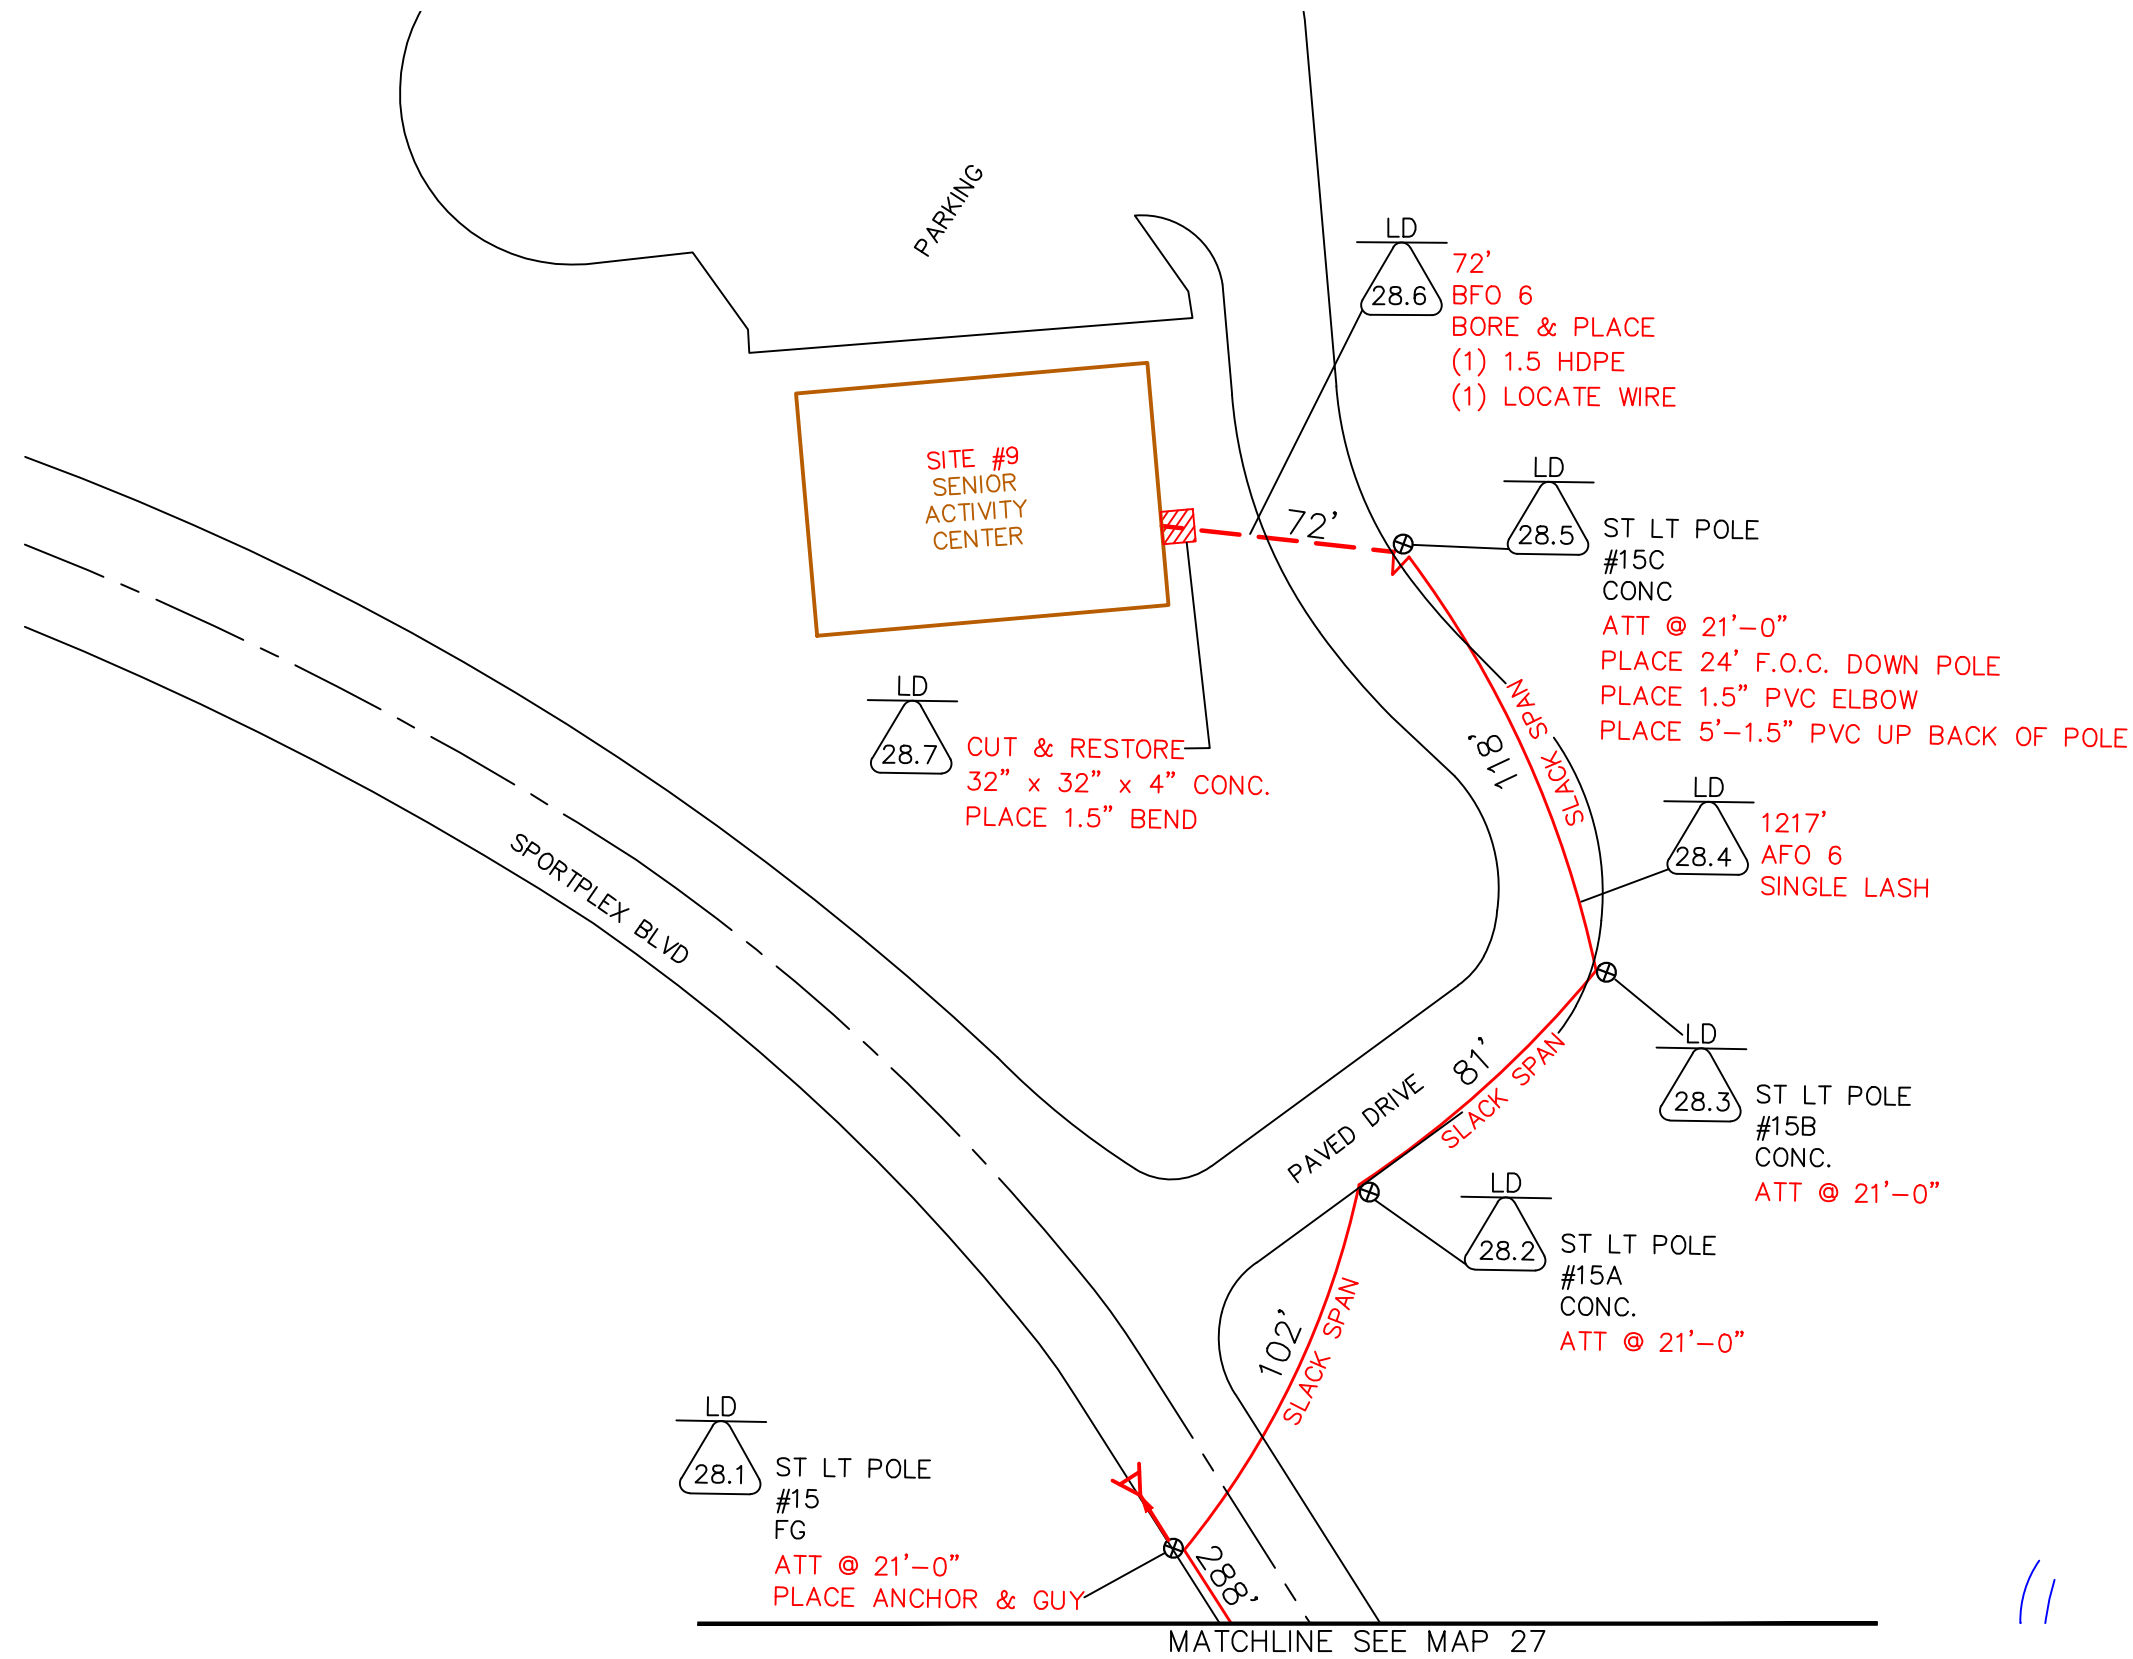 PARKING
LD
28.6
72'
BFO 6
BORE & PLACE
(1) 1.5 HDPE
(1) LOCATE WIRE
SITE #9
SENIOR
ACTIVITY
CENTER
72'
LD
28.5
ST LT POLE
#15C
CONC
ATT @ 21'-0"
PLACE 24' F.O.C. DOWN POLE
PLACE 1.5" PVC ELBOW
PLACE 5'-1.5" PVC UP BACK OF POLE
LD
28.7
CUT & RESTORE
32" x 32" x 4" CONC.
PLACE 1.5" BEND
118'
SLACK SPAN
LD
28.4
1217'
AFO 6
SINGLE LASH
SPORTPLEX BLVD
LD
28.3
ST LT POLE
#15B
CONC.
ATT @ 21'-0"
PAVED DRIVE
81'
SLACK SPAN
LD
28.2
ST LT POLE
#15A
CONC.
ATT @ 21'-0"
102'
SLACK SPAN
LD
28.1
ST LT POLE
#15
FG
ATT @ 21'-0"
PLACE ANCHOR & GUY
288'
MATCHLINE SEE MAP 27